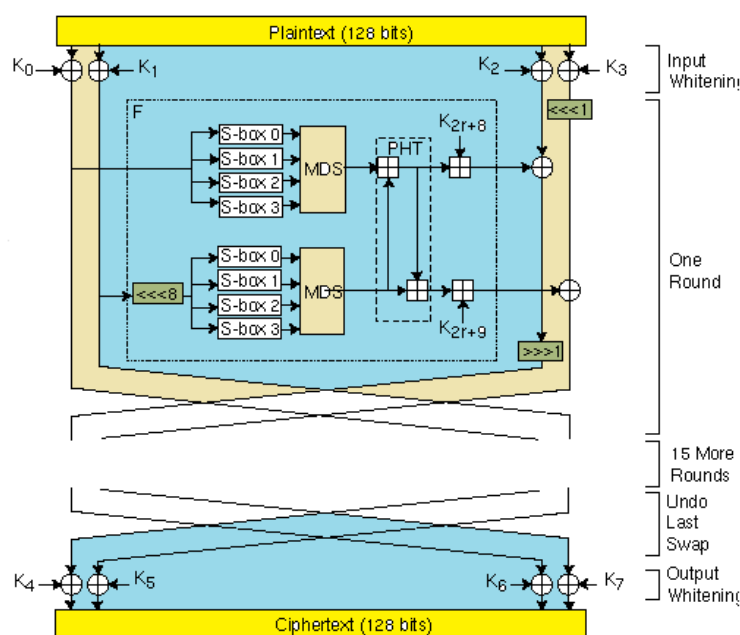 Plaintext (128 bits)
K0
K1
K2
K3
Input
Whitening
F
<<<1
K2r+8
PHT
S-box 0
S-box 1
S-box 2
S-box 3
MDS
One
Round
<<<8
S-box 0
S-box 1
S-box 2
S-box 3
MDS
K2r+9
>>>1
15 More
Rounds
Undo
Last
Swap
K4
K5
K6
K7
Output
Whitening
Ciphertext (128 bits)